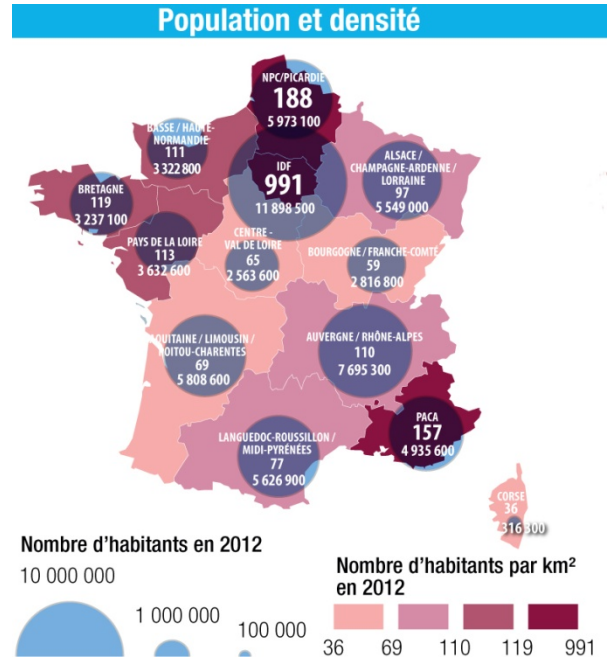 Population et densité
NPC/PICARDIE
188
5 973 100
BASSE / HAUTE-
NORMANDIE
111
3 322 800
IDF
991
11 898 500
ALSACE /
CHAMPAGNE-ARDENNE /
LORRAINE
97
5 549 000
BRETAGNE
119
3 237 100
PAYS DE LA LOIRE
113
3 632 600
CENTRE -
VAL DE LOIRE
65
2 563 600
BOURGOGNE / FRANCHE-COMTÉ
59
2 816 800
AQUITAINE / LIMOUSIN /
POITOU-CHARENTES
69
5 808 600
AUVERGNE / RHÔNE-ALPES
110
7 695 300
PACA
157
4 935 600
LANGUEDOC-ROUSSILLON /
MIDI-PYRÉNÉES
77
5 626 900
CORSE
36
316 300
Nombre d'habitants en 2012
10 000 000
1 000 000
100 000
Nombre d'habitants par km²
en 2012
36 69 110 119 991